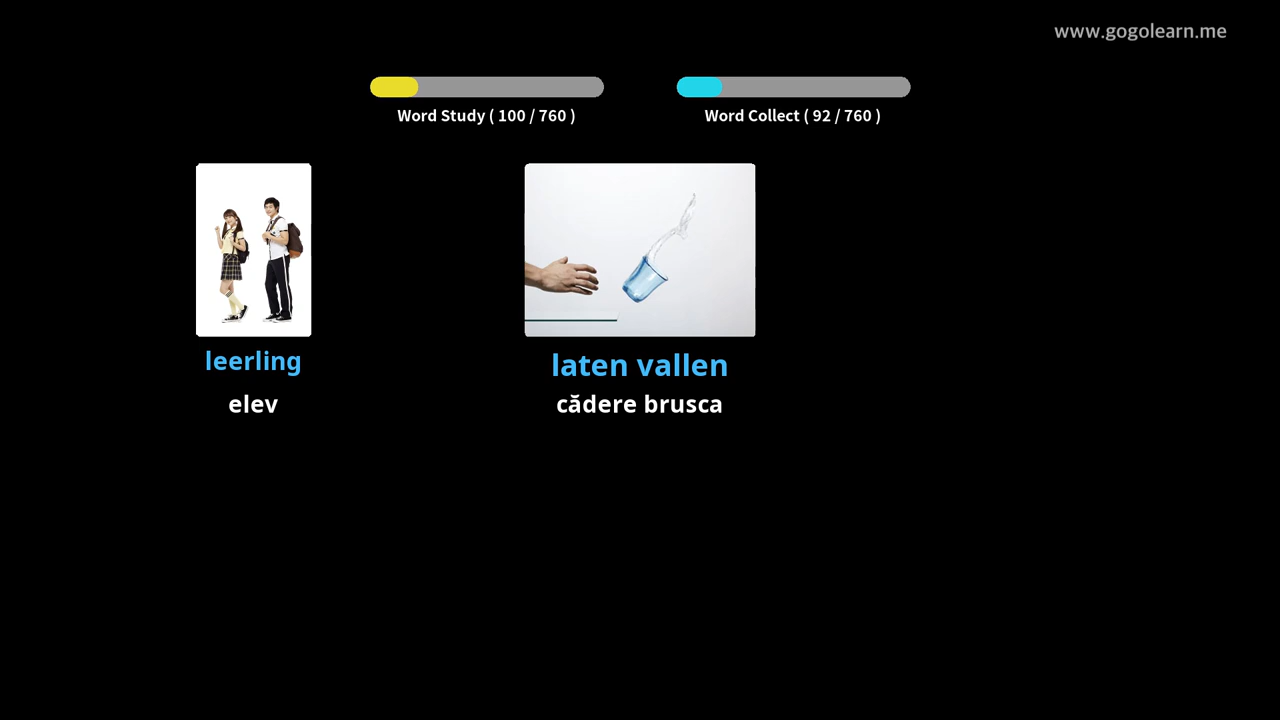 www.gogolearn.me
Word Study ( 100 / 760 )
Word Collect ( 92 / 760 )
leerling
elev
laten vallen
cădere brusca